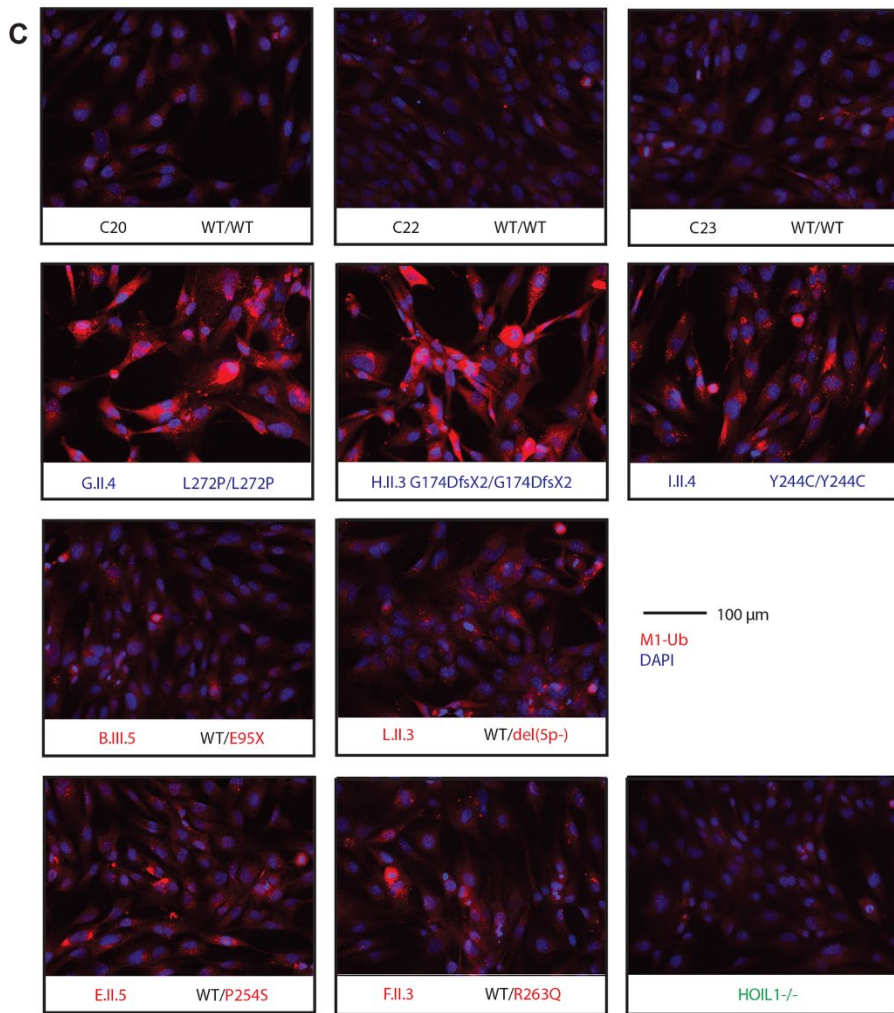 C
C20 WT/WT
C22 WT/WT
C23 WT/WT
G.II.4 L272P/L272P
H.II.3 G174DfsX2/G174DfsX2
I.II.4 Y244C/Y244C
B.III.5 WT/E95X
L.II.3 WT/del(5p-)
100 µm
M1-Ub
DAPI
E.II.5 WT/P254S
F.II.3 WT/R263Q
HOIL1-/-